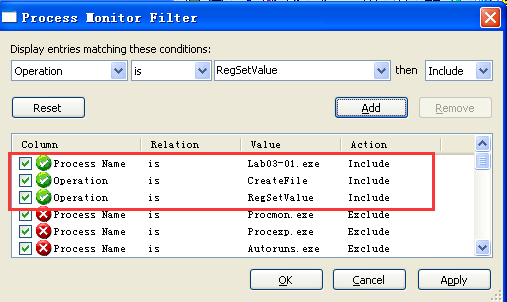 Process Monitor Filter
Display entries matching these conditions:
Operation is RegSetValue then Include
Reset Add Remove
Column Relation Value Action
Process Name is Lab03-01.exe Include
Operation is CreateFile Include
Operation is RegSetValue Include
Process Name is Procmon.exe Exclude
Process Name is Procexp.exe Exclude
Process Name is Autoruns.exe Exclude
OK Cancel Apply